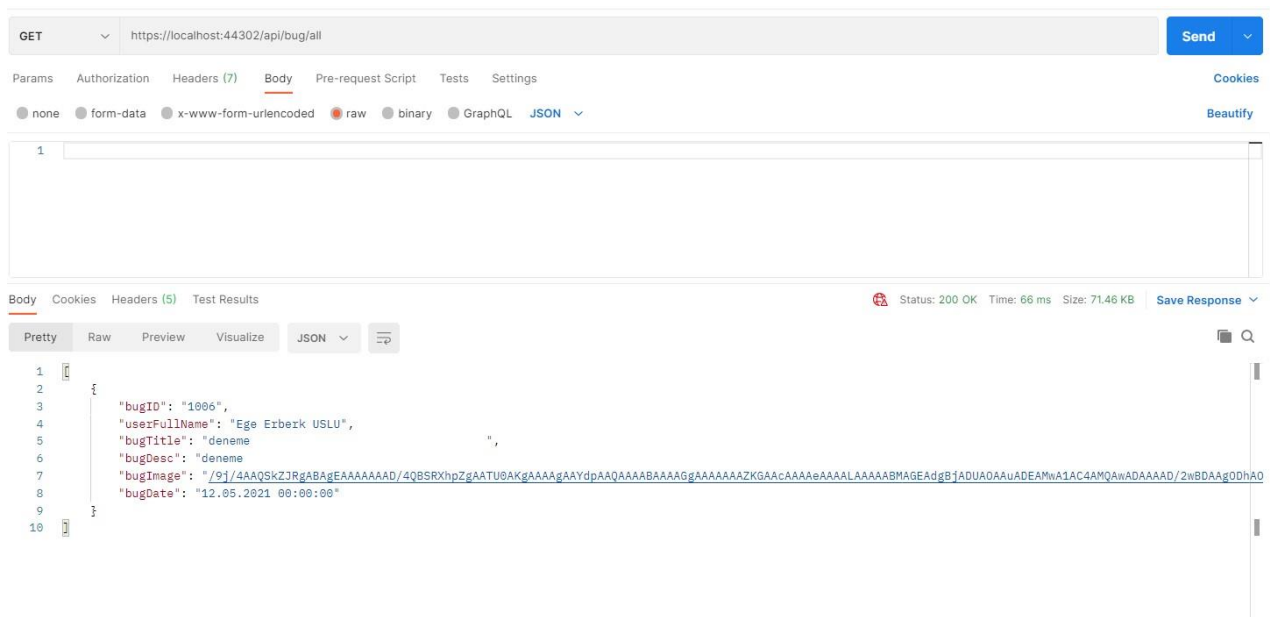 GET https://localhost:44302/api/bug/all Send
Params Authorization Headers (7) Body Pre-request Script Tests Settings Cookies
none form-data x-www-form-urlencoded raw binary GraphQL JSON Beautify
1
Body Cookies Headers (5) Test Results Status: 200 OK Time: 66 ms Size: 71.46 KB Save Response
Pretty Raw Preview Visualize JSON
1 [
2 {
3 "bugID": "1006",
4 "userFullName": "Ege Erberk USLU",
5 "bugTitle": "deneme ",
6 "bugDesc": "deneme
7 "bugImage": "/9j/4AAQSkZJRgABAgEAAAAAAAD/4QBSRXhpZgAATU0AKgAAAAgAAYdpAAQAAAABAAAAGgAAAAAAAZKGAAcAAAAeAAAALAAAAABMAGEAdgBjADUAOAAuADEAMwA1AC4AMQAwADAAAAD/2wBDAAgODhAO
8 "bugDate": "12.05.2021 00:00:00"
9 }
10 ]